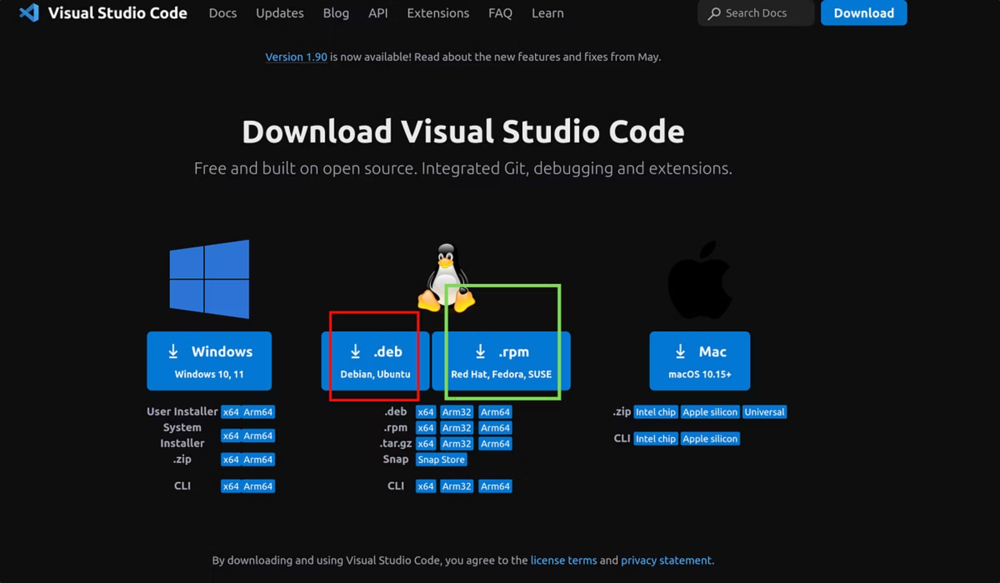 Visual Studio Code Docs Updates Blog API Extensions FAQ Learn Search Docs Download
Version 1.90 is now available! Read about the new features and fixes from May.
Download Visual Studio Code
Free and built on open source. Integrated Git, debugging and extensions.
Windows
Windows 10, 11
User Installer x64 Arm64
System
Installer x64 Arm64
.zip x64 Arm64
CLI x64 Arm64
.deb
Debian, Ubuntu
.rpm
Red Hat, Fedora, SUSE
.deb x64 Arm32 Arm64
.rpm x64 Arm32 Arm64
.tar.gz x64 Arm32 Arm64
Snap Snap Store
CLI x64 Arm32 Arm64
Mac
macOS 10.15+
.zip Intel chip Apple silicon Universal
CLI Intel chip Apple silicon
By downloading and using Visual Studio Code, you agree to the license terms and privacy statement.